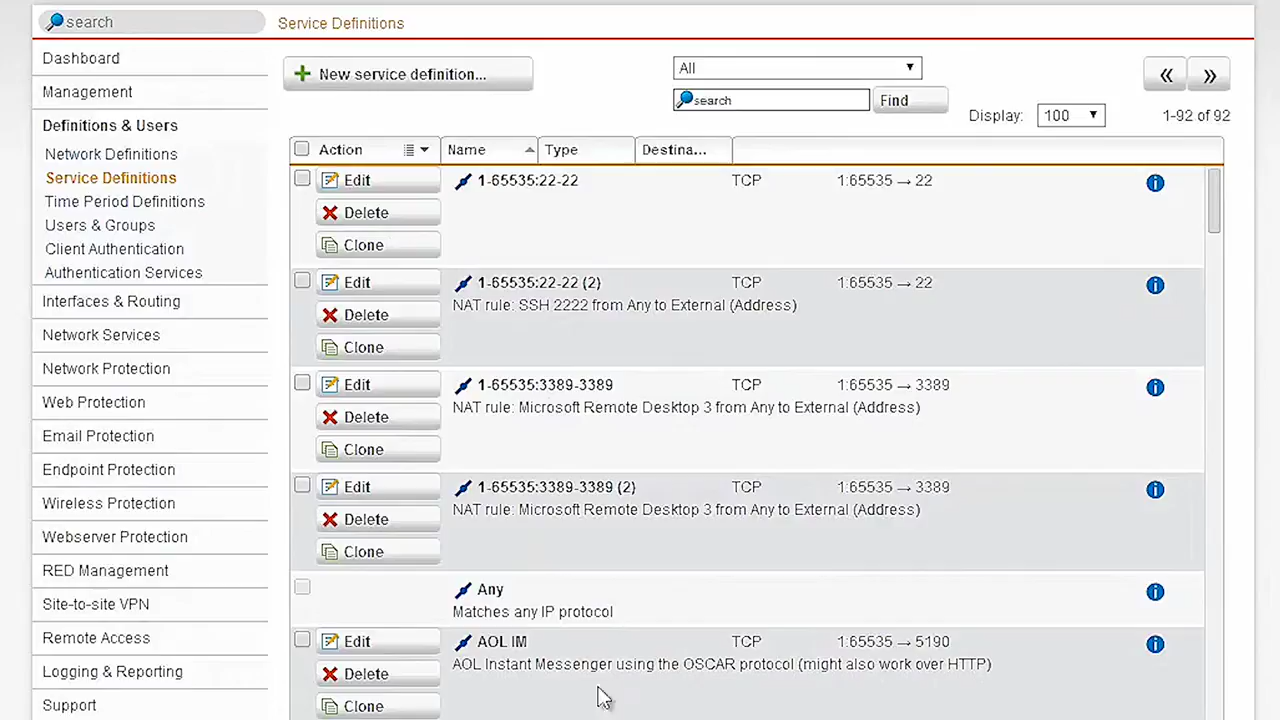 search
Service Definitions
Dashboard
Management
Definitions & Users
Network Definitions
Service Definitions
Time Period Definitions
Users & Groups
Client Authentication
Authentication Services
Interfaces & Routing
Network Services
Network Protection
Web Protection
Email Protection
Endpoint Protection
Wireless Protection
Webserver Protection
RED Management
Site-to-site VPN
Remote Access
Logging & Reporting
Support
New service definition...
All
search Find
« »
Display: 100 1-92 of 92
Action Name Type Destina...
Edit 1-65535:22-22 TCP 1:65535 → 22
Delete
Clone
Edit 1-65535:22-22 (2) TCP 1:65535 → 22
NAT rule: SSH 2222 from Any to External (Address)
Delete
Clone
Edit 1-65535:3389-3389 TCP 1:65535 → 3389
NAT rule: Microsoft Remote Desktop 3 from Any to External (Address)
Delete
Clone
Edit 1-65535:3389-3389 (2) TCP 1:65535 → 3389
NAT rule: Microsoft Remote Desktop 3 from Any to External (Address)
Delete
Clone
Any
Matches any IP protocol
Edit AOL IM TCP 1:65535 → 5190
AOL Instant Messenger using the OSCAR protocol (might also work over HTTP)
Delete
Clone